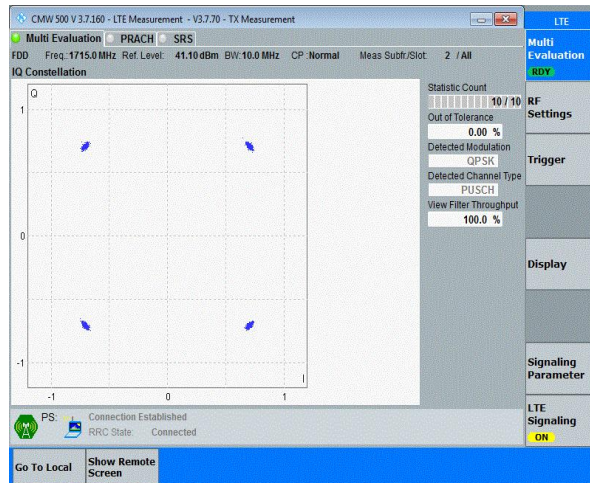 CMW 500 V 3.7.160 - LTE Measurement - V3.7.70 - TX Measurement
LTE
Multi Evaluation PRACH SRS
FDD Freq.:1715.0 MHz Ref. Level: 41.10 dBm BW:10.0 MHz CP :Normal Meas Subfr./Slot: 2 / All
IQ Constellation
Q
1
0
-1
-1 0 1
I
Statistic Count
10 / 10
Out of Tolerance
0.00 %
Detected Modulation
QPSK
Detected Channel Type
PUSCH
View Filter Throughput
100.0 %
Multi
Evaluation
RDY
RF
Settings
Trigger
Display
Signaling
Parameter
LTE
Signaling
ON
PS: Connection Established
RRC State: Connected
Go To Local
Show Remote
Screen